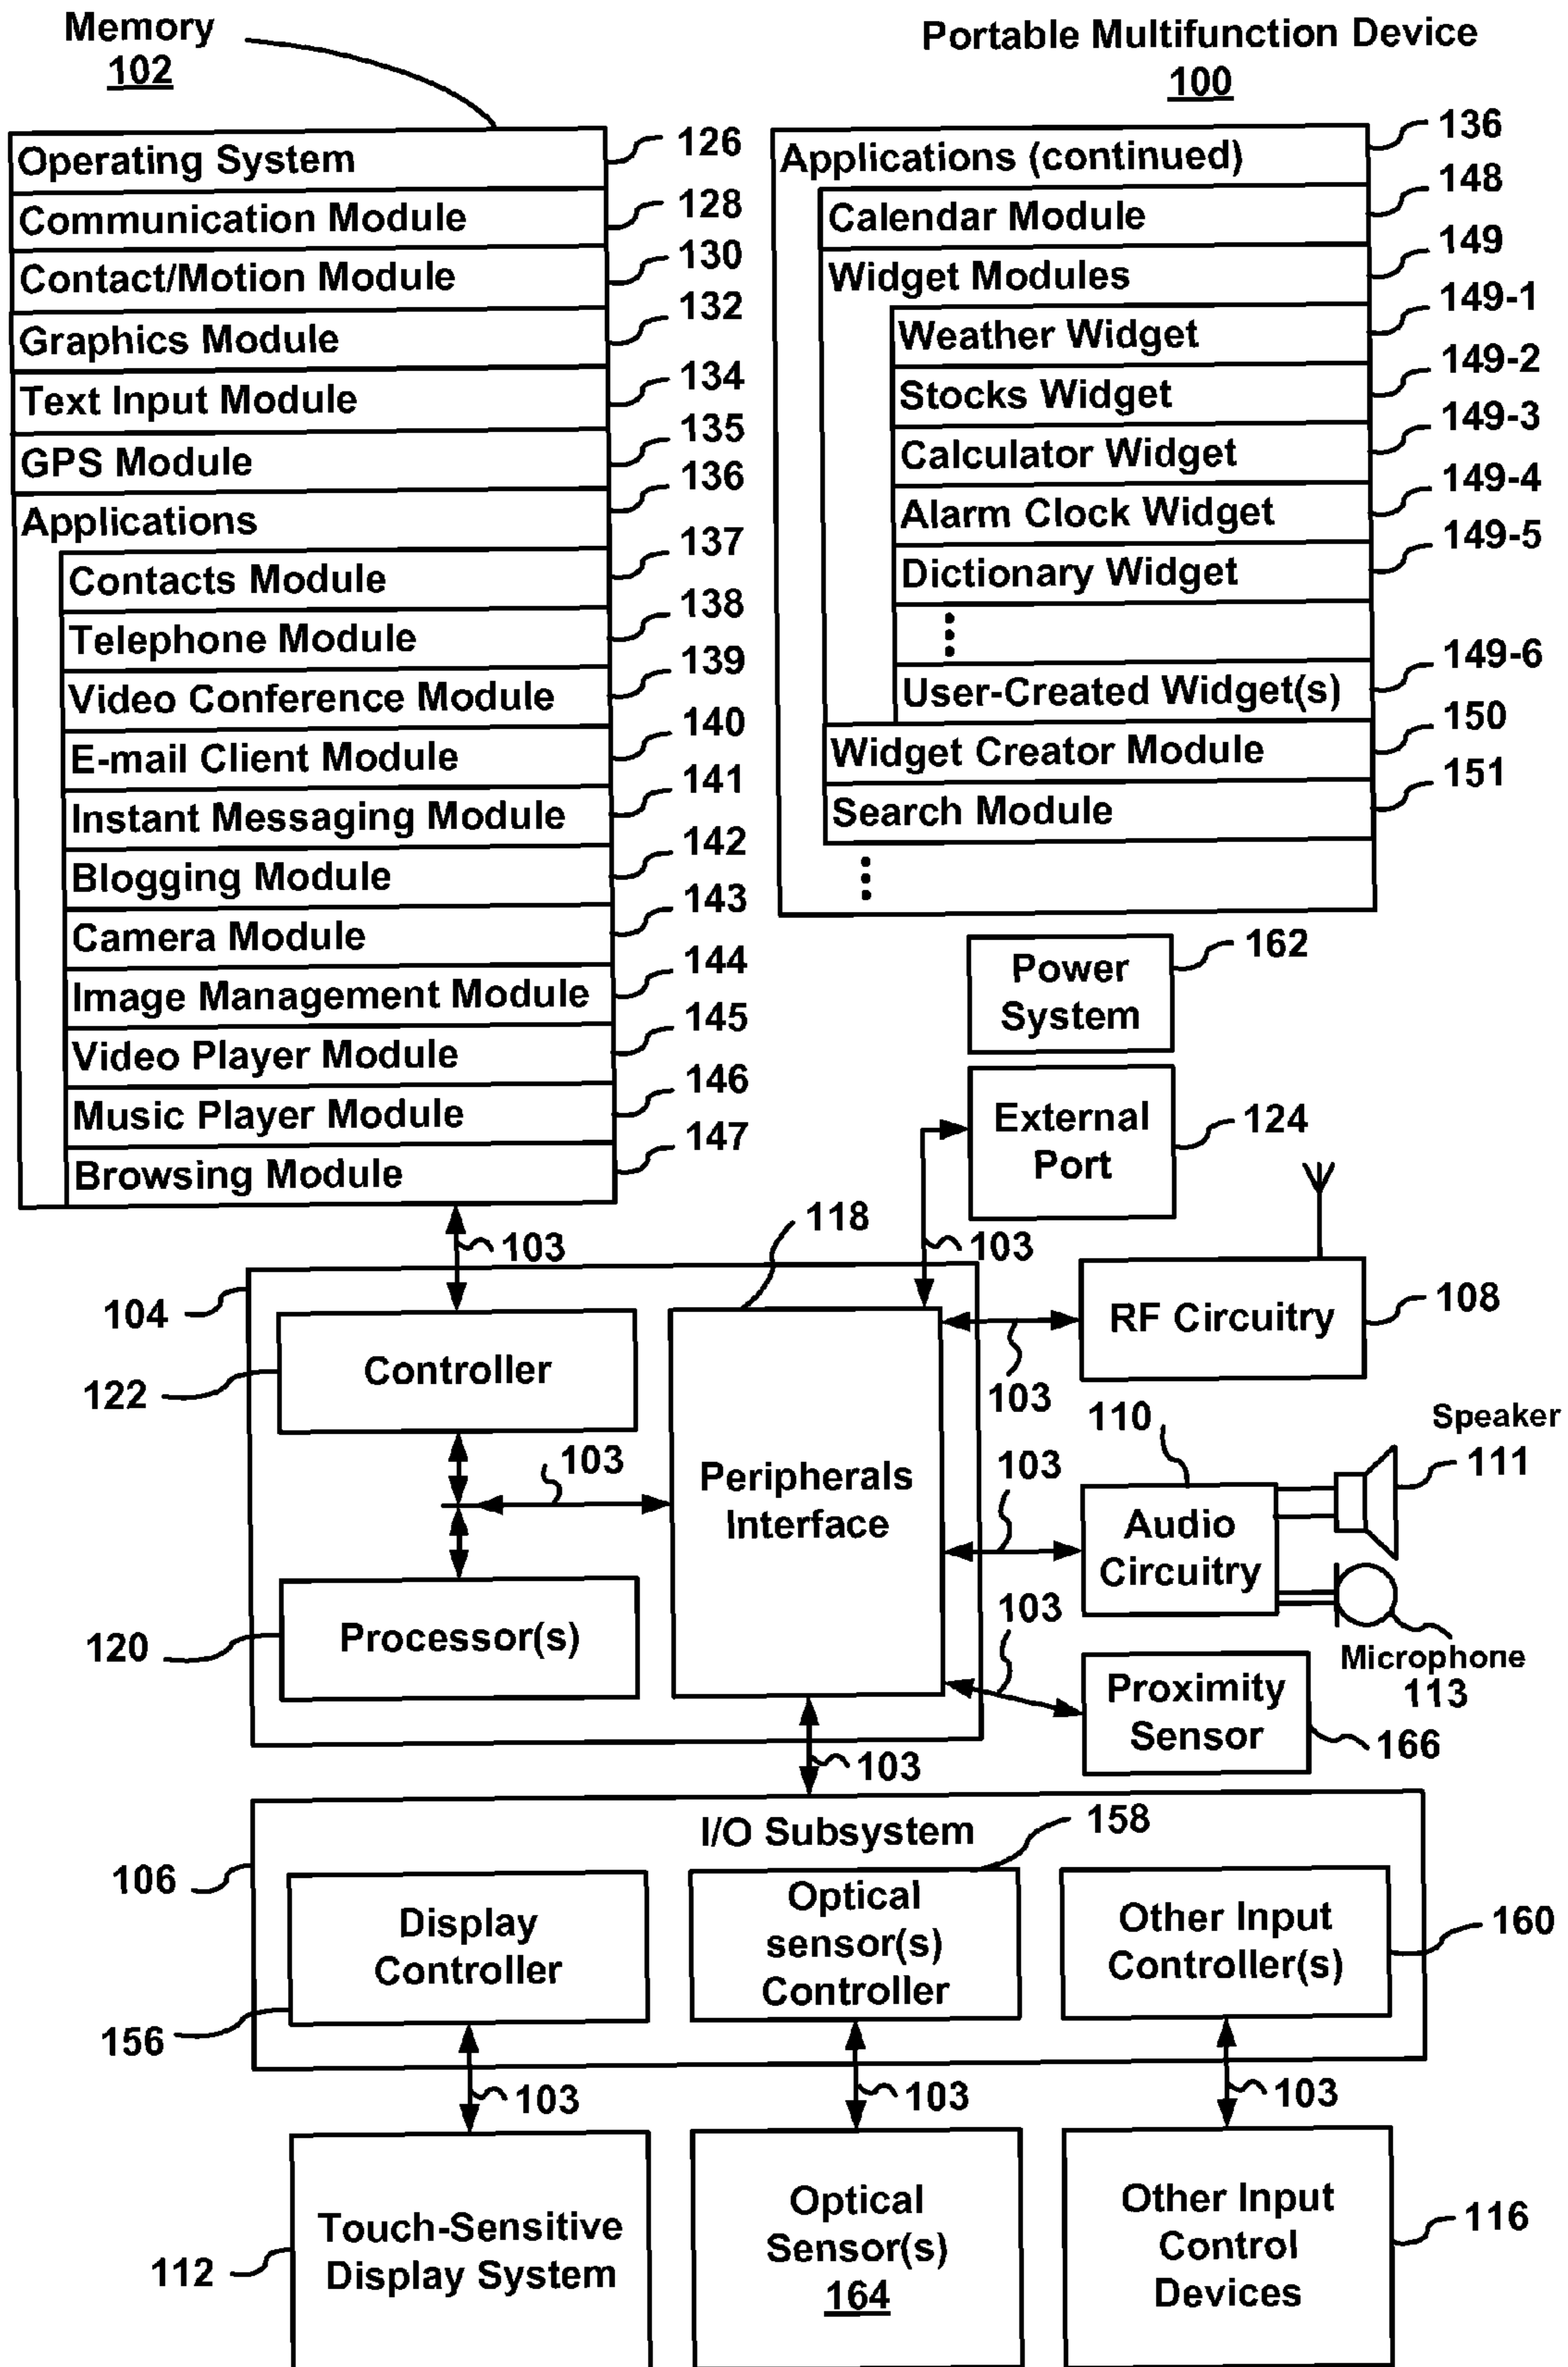 Memory
102
Portable Multifunction Device
100
Operating System
126
Communication Module
128
Contact/Motion Module
130
Graphics Module
132
Text Input Module
134
GPS Module
135
Applications
136
Contacts Module
137
Telephone Module
138
Video Conference Module
139
E-mail Client Module
140
Instant Messaging Module
141
Blogging Module
142
Camera Module
143
Image Management Module
144
Video Player Module
145
Music Player Module
146
Browsing Module
147
Applications (continued)
136
Calendar Module
148
Widget Modules
149
Weather Widget
149-1
Stocks Widget
149-2
Calculator Widget
149-3
Alarm Clock Widget
149-4
Dictionary Widget
149-5
User-Created Widget(s)
149-6
Widget Creator Module
150
Search Module
151
Power
System
162
External
Port
124
103
118
103
104
RF Circuitry
108
103
Controller
122
110
Speaker
111
103
103
Peripherals
Interface
Audio
Circuitry
103
Processor(s)
120
Microphone
113
Proximity
Sensor
166
103
I/O Subsystem
158
106
Display
Controller
156
Optical
sensor(s)
Controller
Other Input
Controller(s)
160
103
103
103
Touch-Sensitive
Display System
112
Optical
Sensor(s)
164
Other Input
Control
Devices
116